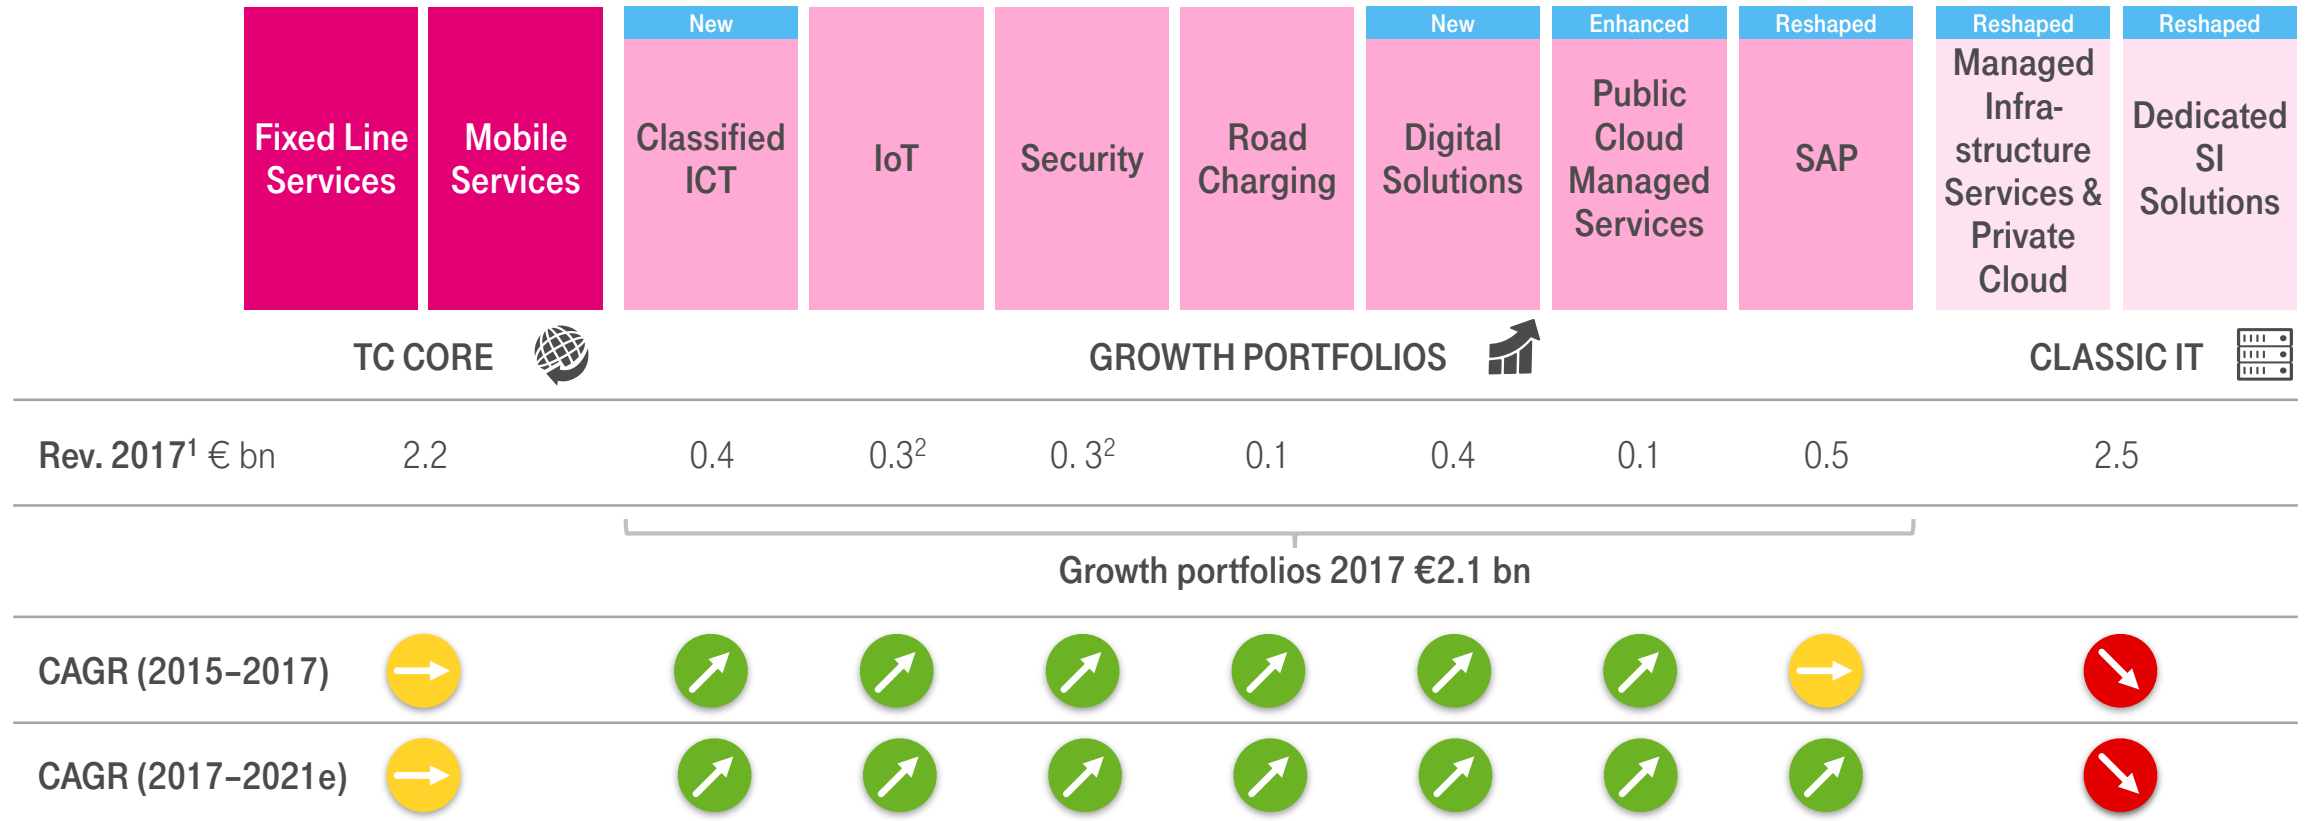 New
New
Enhanced
Reshaped
Reshaped
Reshaped
Fixed Line
Services
Mobile
Services
Classified
ICT
IoT
Security
Road
Charging
Digital
Solutions
Public
Cloud
Managed
Services
SAP
Managed
Infra-
structure
Services &
Private
Cloud
Dedicated
SI
Solutions
TC CORE
GROWTH PORTFOLIOS
CLASSIC IT
Rev. 2017¹ € bn 2.2 0.4 0.3² 0. 3² 0.1 0.4 0.1 0.5 2.5
Growth portfolios 2017 €2.1 bn
CAGR (2015–2017)
CAGR (2017–2021e)